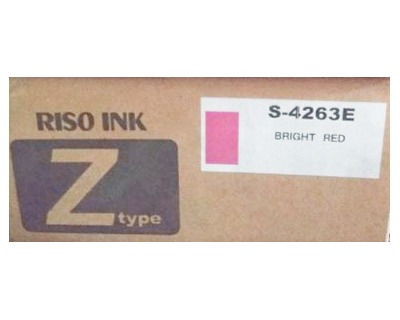 RISO INK
Z type
S-4263E
BRIGHT RED